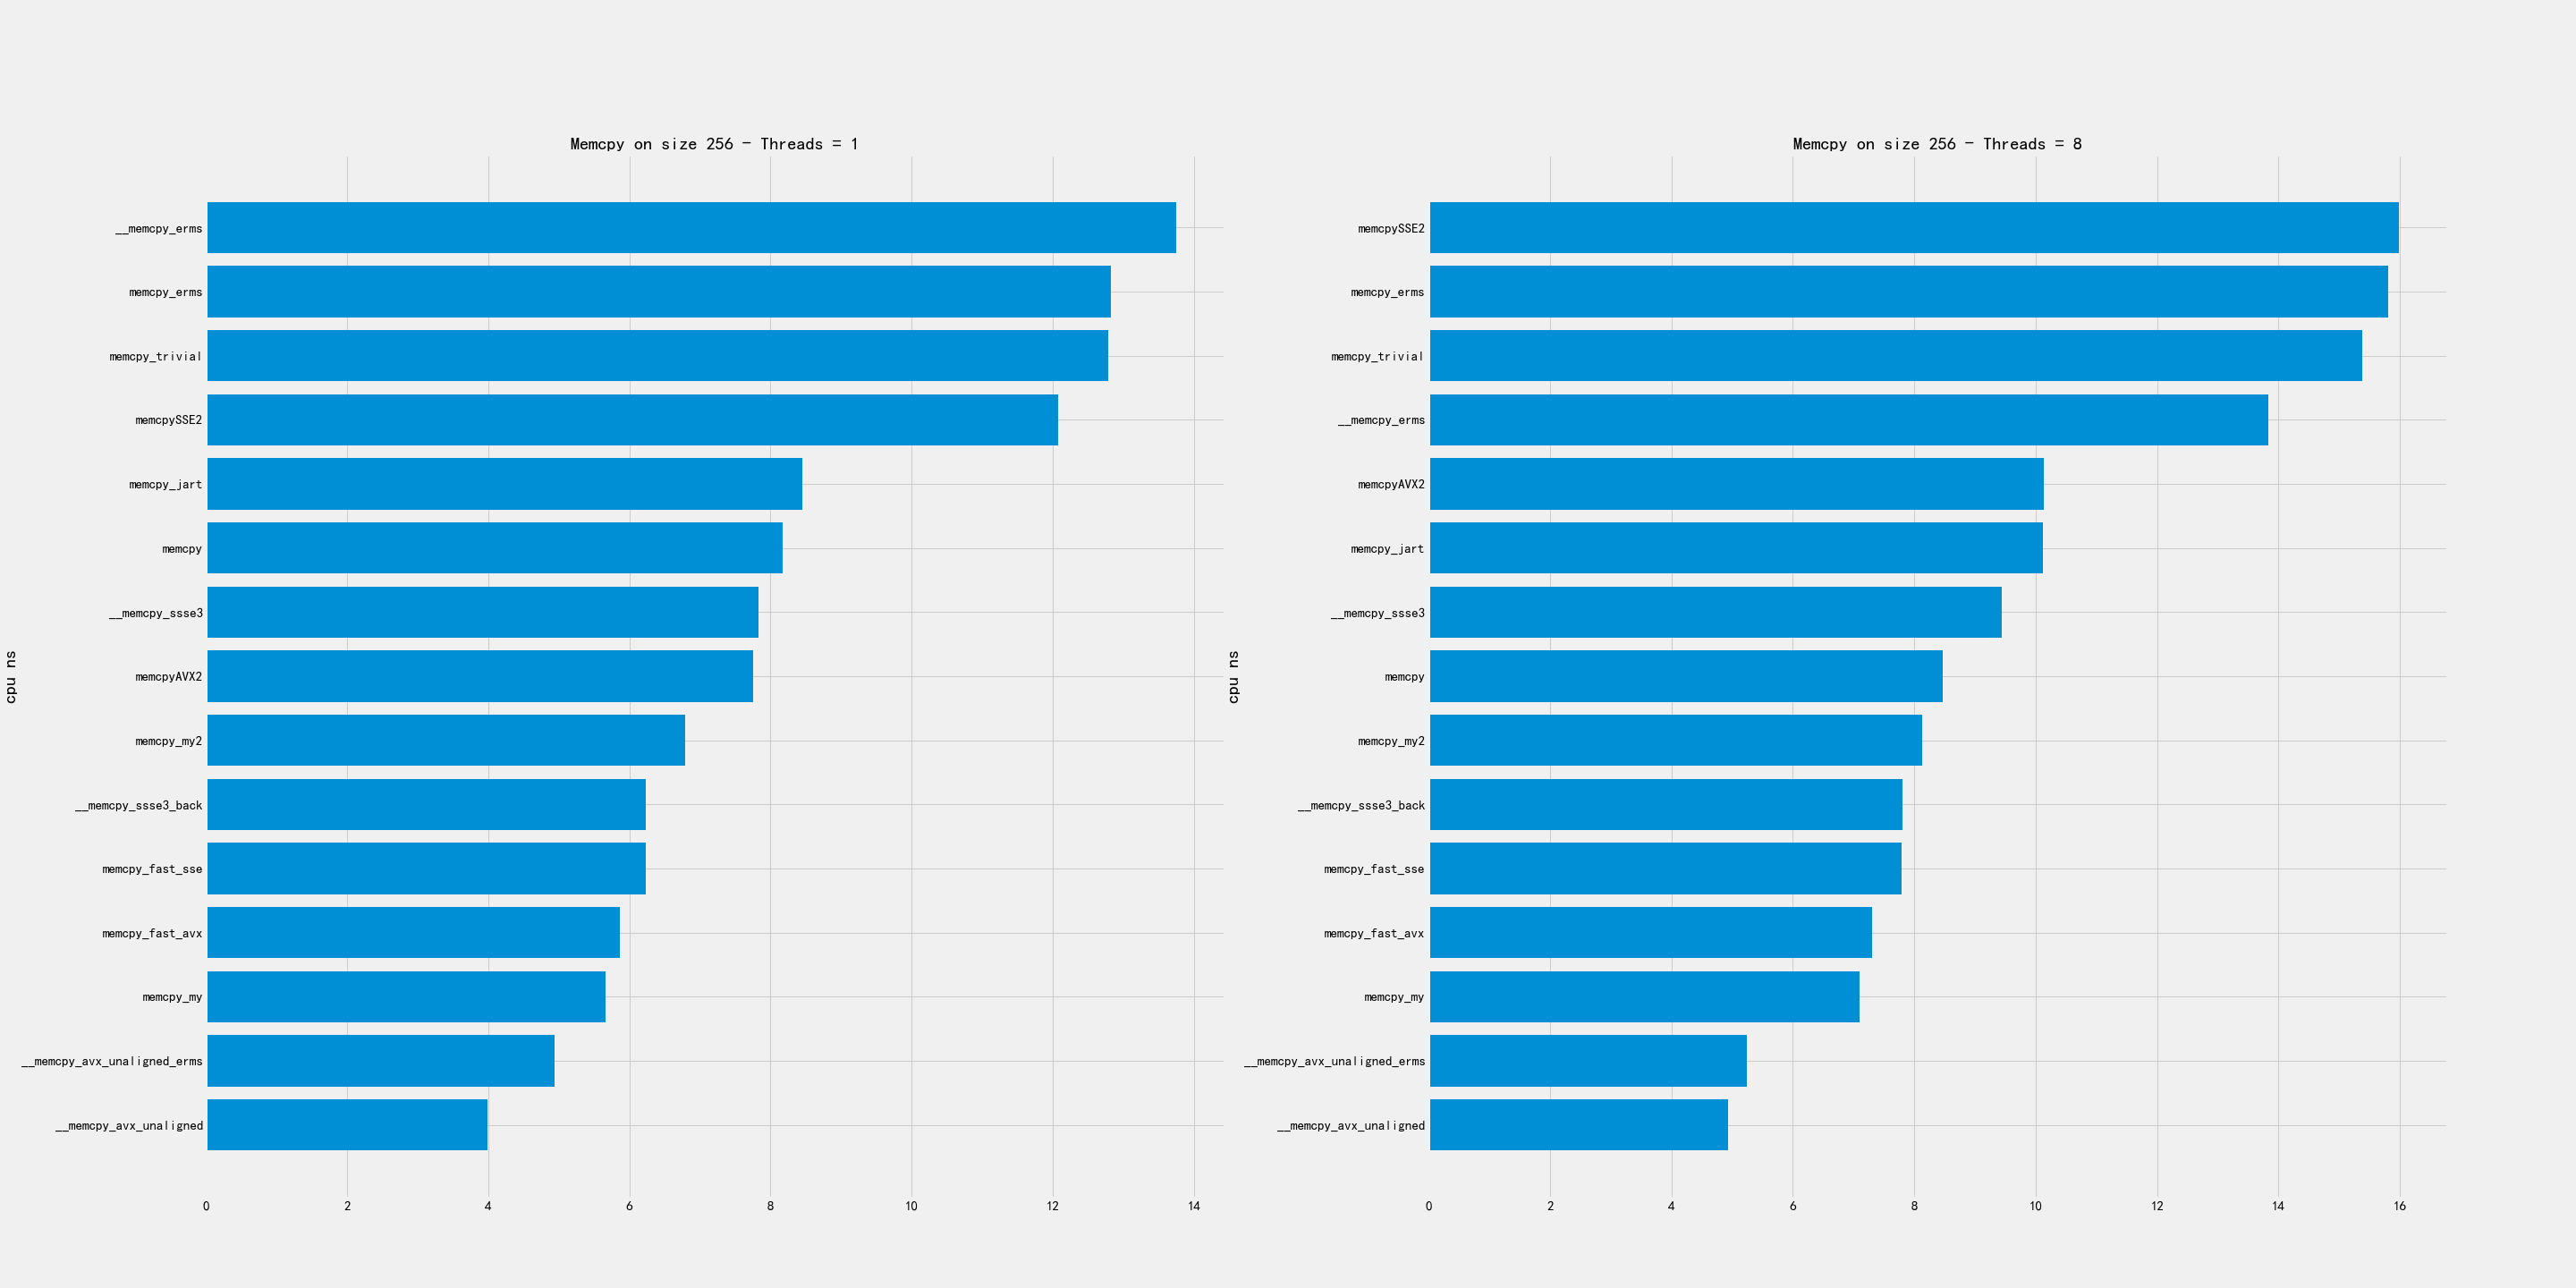 Memcpy on size 256 - Threads = 1
cpu ns
__memcpy_erms
memcpy_erms
memcpy_trivial
memcpySSE2
memcpy_jart
memcpy
__memcpy_ssse3
memcpyAVX2
memcpy_my2
__memcpy_ssse3_back
memcpy_fast_sse
memcpy_fast_avx
memcpy_my
__memcpy_avx_unaligned_erms
__memcpy_avx_unaligned
0 2 4 6 8 10 12 14
Memcpy on size 256 - Threads = 8
cpu ns
memcpySSE2
memcpy_erms
memcpy_trivial
__memcpy_erms
memcpyAVX2
memcpy_jart
__memcpy_ssse3
memcpy
memcpy_my2
__memcpy_ssse3_back
memcpy_fast_sse
memcpy_fast_avx
memcpy_my
__memcpy_avx_unaligned_erms
__memcpy_avx_unaligned
0 2 4 6 8 10 12 14 16